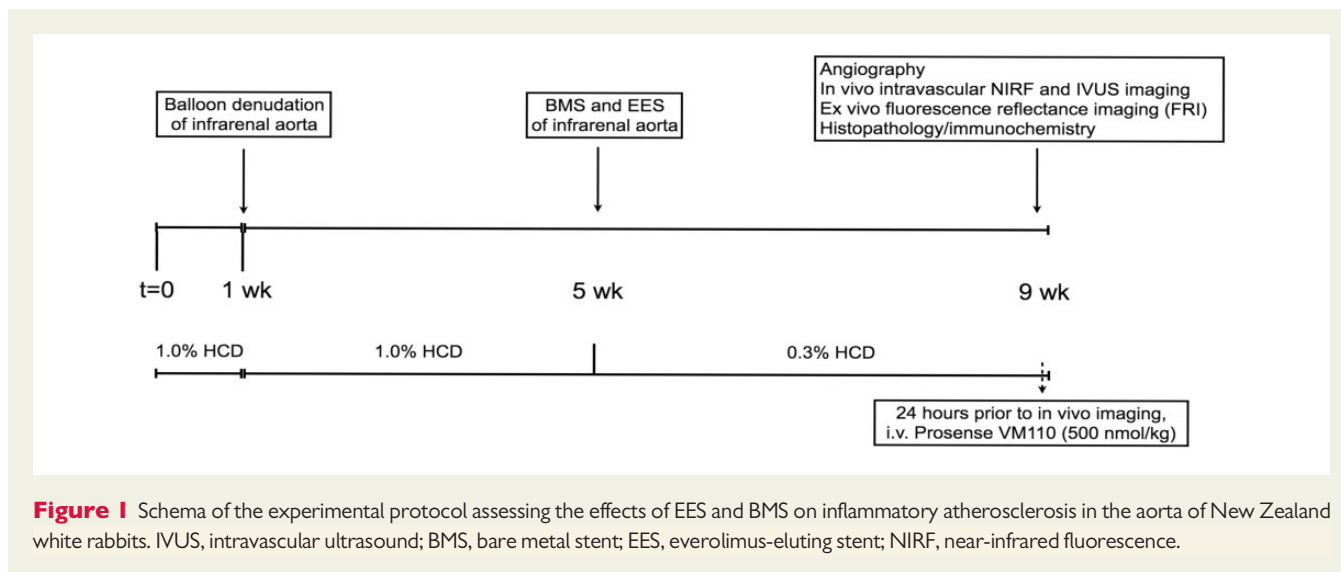 Balloon denudation
of infrarenal aorta
BMS and EES
of infrarenal aorta
Angiography
In vivo intravascular NIRF and IVUS imaging
Ex vivo fluorescence reflectance imaging (FRI)
Histopathology/immunochemistry
t=0
1 wk
5 wk
9 wk
1.0% HCD
1.0% HCD
0.3% HCD
24 hours prior to in vivo imaging,
i.v. Prosense VM110 (500 nmol/kg)
Figure 1 Schema of the experimental protocol assessing the effects of EES and BMS on inflammatory atherosclerosis in the aorta of New Zealand
white rabbits. IVUS, intravascular ultrasound; BMS, bare metal stent; EES, everolimus-eluting stent; NIRF, near-infrared fluorescence.